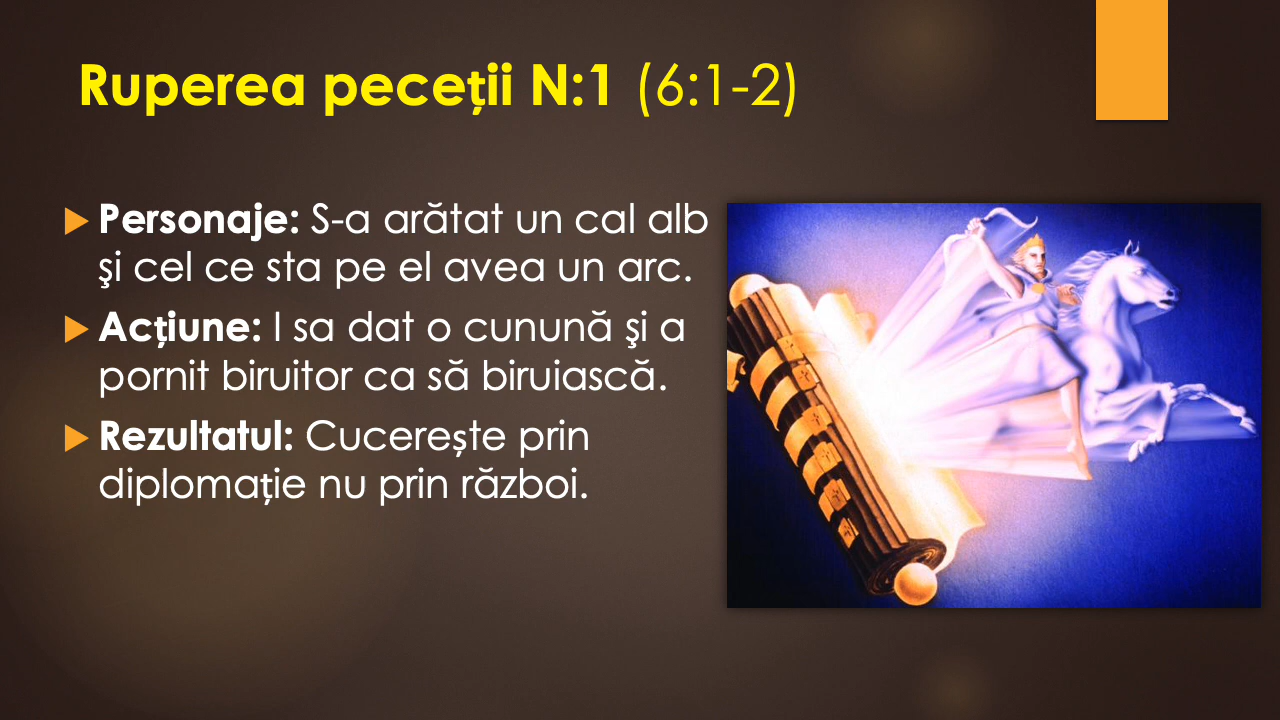 Ruperea peceții N:1 (6:1-2)
Personaje: S-a arătat un cal alb
şi cel ce sta pe el avea un arc.
Acțiune: I sa dat o cunună şi a
pornit biruitor ca să biruiască.
Rezultatul: Cucerește prin
diplomație nu prin război.